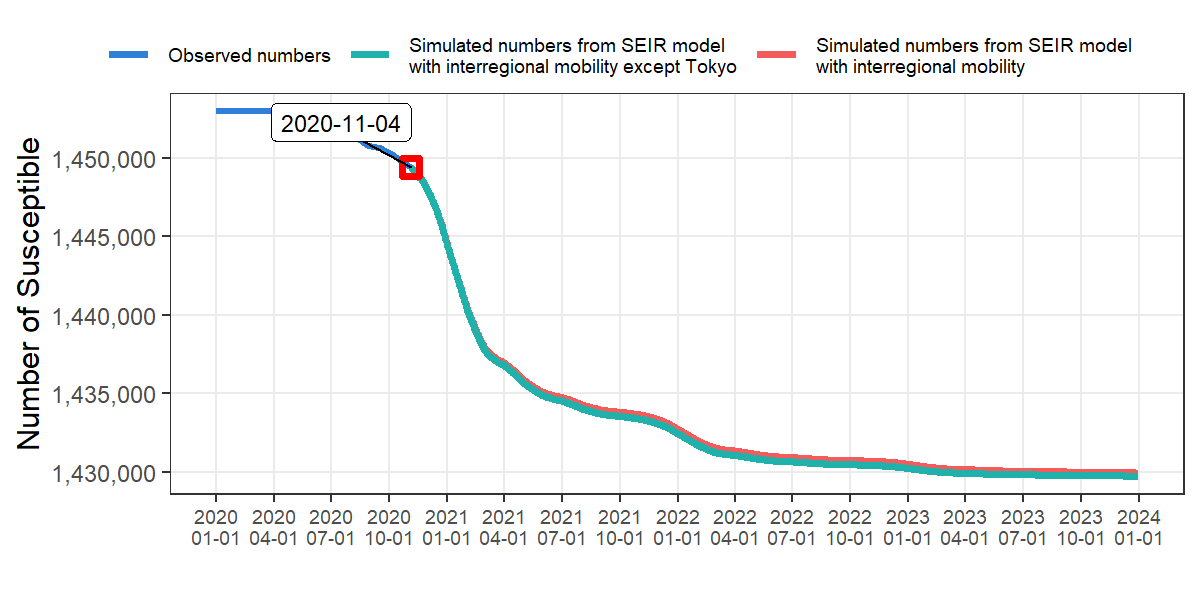 Observed numbers
Simulated numbers from SEIR model
with interregional mobility except Tokyo
Simulated numbers from SEIR model
with interregional mobility
Number of Susceptible
1,450,000
1,445,000
1,440,000
1,435,000
1,430,000
2020-11-04
2020 2020 2020 2020 2021 2021 2021 2021 2022 2022 2022 2022 2023 2023 2023 2023 2024
01-01 04-01 07-01 10-01 01-01 04-01 07-01 10-01 01-01 04-01 07-01 10-01 01-01 04-01 07-01 10-01 01-01